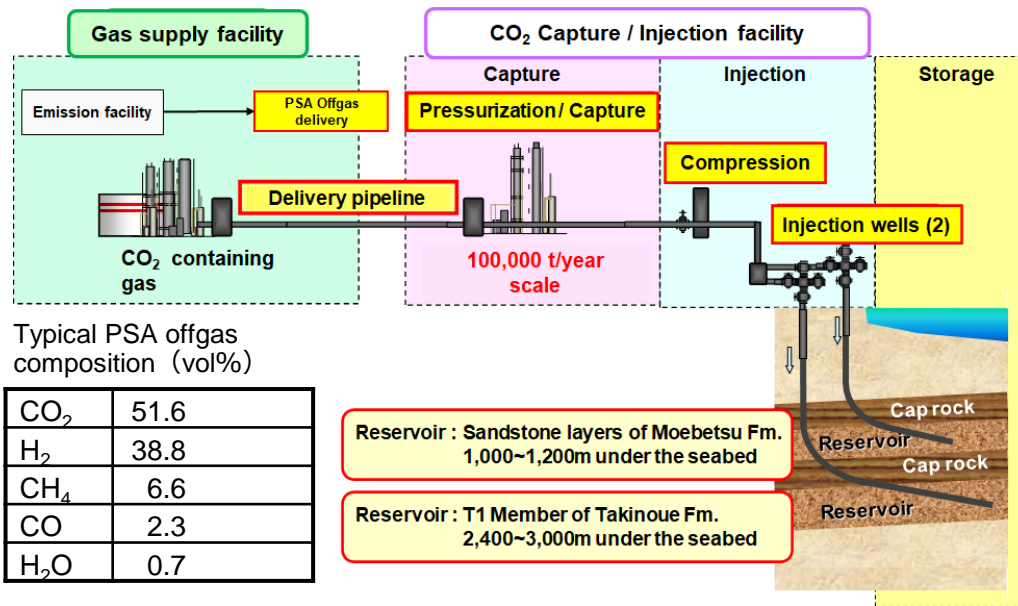 Gas supply facility
CO₂ Capture / Injection facility
Capture
Injection
Storage
Emission facility
PSA Offgas
delivery
Pressurization / Capture
Compression
Delivery pipeline
Injection wells (2)
CO₂ containing
gas
100,000 t/year
scale
Typical PSA offgas
composition（vol%）
CO₂ 51.6
H₂ 38.8
CH₄ 6.6
CO 2.3
H₂O 0.7
Reservoir : Sandstone layers of Moebetsu Fm.
1,000~1,200m under the seabed
Reservoir : T1 Member of Takinoue Fm.
2,400~3,000m under the seabed
Cap rock
Reservoir
Cap rock
Reservoir